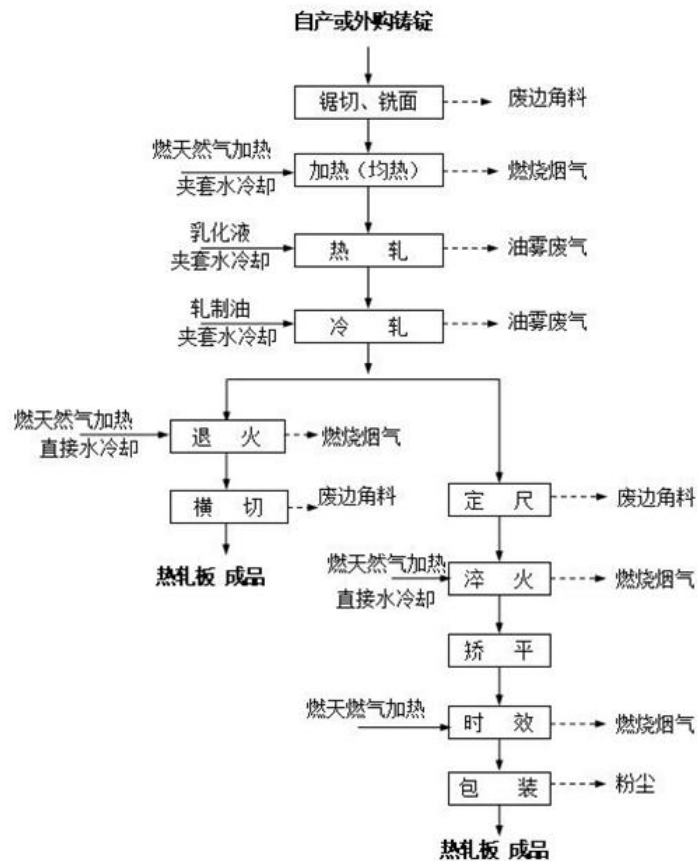 自产或外购铸锭
锯切、铣面
废边角料
燃天然气加热
夹套水冷却
加热（均热）
燃烧烟气
乳化液
夹套水冷却
热 轧
油雾废气
轧制油
夹套水冷却
冷 轧
油雾废气
燃天然气加热
直接水冷却
退 火
燃烧烟气
横 切
废边角料
热轧板 成品
定 尺
废边角料
燃天然气加热
直接水冷却
淬 火
燃烧烟气
矫 平
燃天燃气加热
时 效
燃烧烟气
包 装
粉尘
热轧板 成品